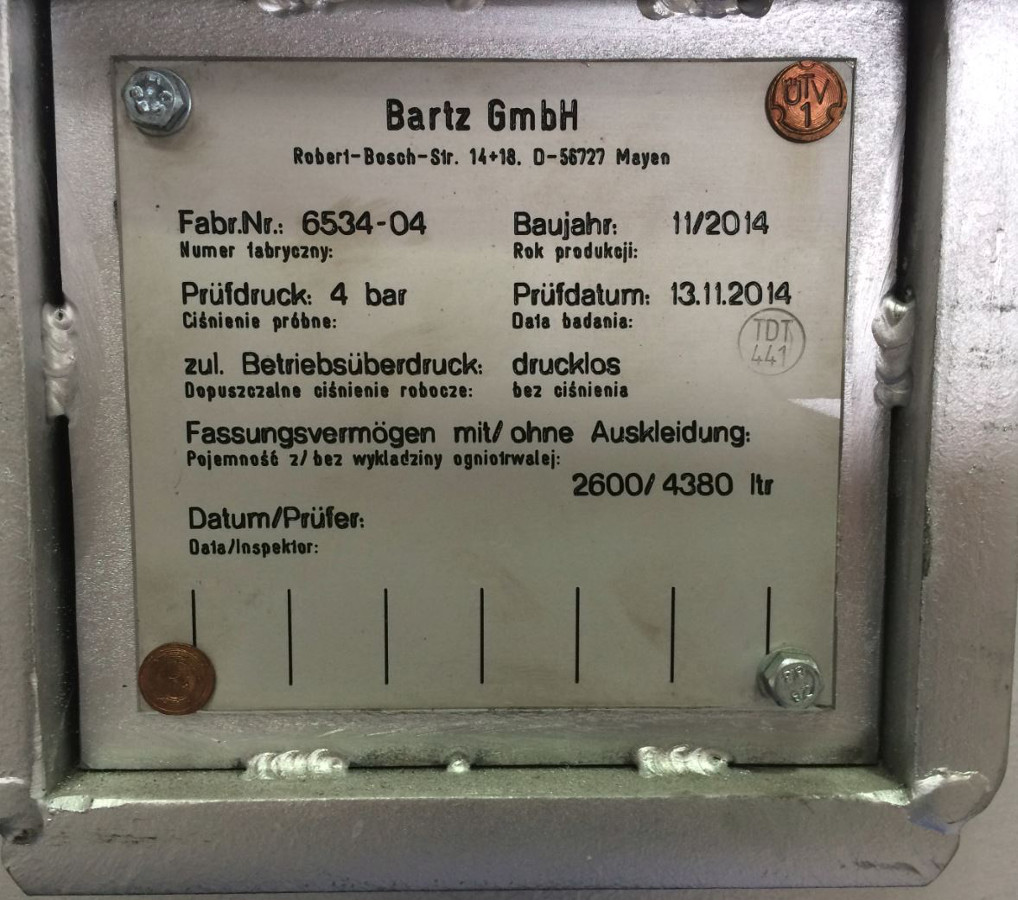 Bartz GmbH
Robert-Bosch-Str. 14+18. D-56727 Mayen
Fabr.Nr.: 6534-04 Baujahr: 11/2014
Numer fabryczny: Rok produkcji:
Prüfdruck: 4 bar Prüfdatum: 13.11.2014
Ciśnienie próbne: Data badania:
TDT
441
zul. Betriebsüberdruck: drucklos
Dopuszczalne ciśnienie robocze: bez ciśnienia
Fassungsvermögen mit/ ohne Auskleidung:
Pojemność z/ bez wykladziny ogniotrwalej:
2600/ 4380 ltr
Datum/Prüfer:
Data/Inspektor:
ÜTV
1